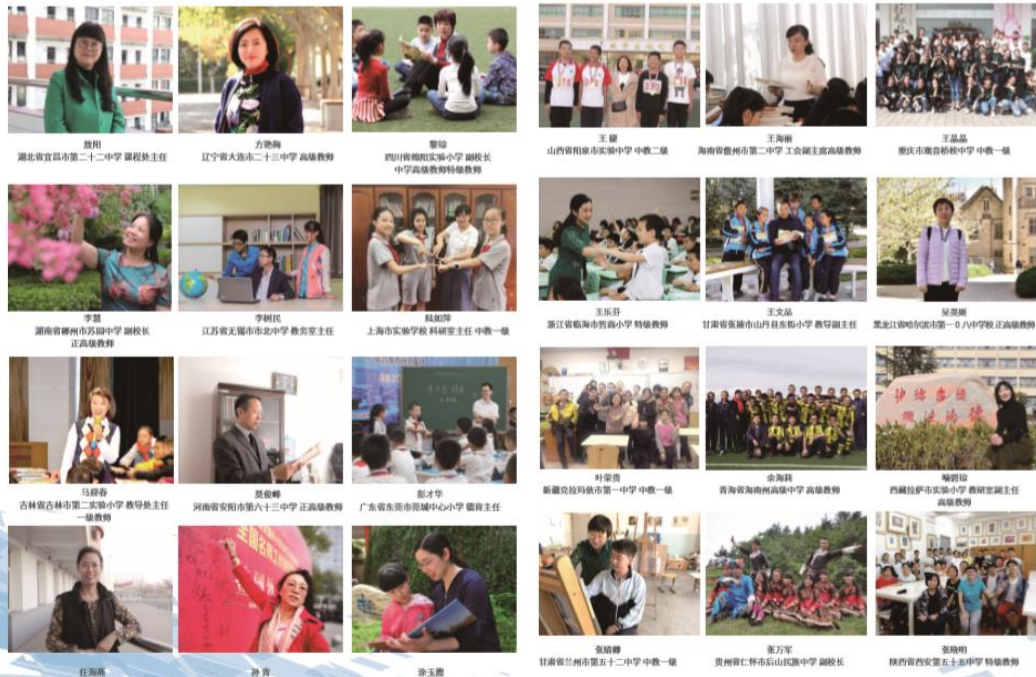 敖阳
湖北省宜昌市第二十二中学 课程处主任
方艳梅
辽宁省大连市二十三中学 高级教师
黎琼
四川省绵阳实验小学 副校长
中学高级教师特级教师
李慧
湖南省郴州市苏园中学 副校长
正高级教师
李树民
江苏省无锡市市北中学 教务室主任
陆如萍
上海市实验学校 科研室主任 中教一级
马迎春
吉林省吉林市第二实验小学 教导处主任
一级教师
莫俊峰
河南省安阳市第六十三中学 正高级教师
彭才华
广东省东莞市莞城中心小学 德育主任
任海燕
孙青
涂玉霞
山西省阳泉市实验中学 中教二级
王海丽
海南省儋州市第二中学 工会副主席高级教师
王晶晶
重庆市观音桥校中学 中教一级
王乐芬
浙江省临海市哲商小学 特级教师
王文品
甘肃省张掖市山丹县东街小学 教导副主任
吴英姬
黑龙江省哈尔滨市第一0八中学校 正高级教师
叶荣贵
新疆克拉玛依市第一中学 中教一级
余海莉
青海省海南州高级中学 高级教师
喻碧琼
西藏拉萨市实验小学 教研室副主任
高级教师
张婧卿
甘肃省兰州市第五十二中学 中教一级
张万军
贵州省仁怀市后山民族中学 副校长
张晓明
陕西省西安第五十五中学 特级教师